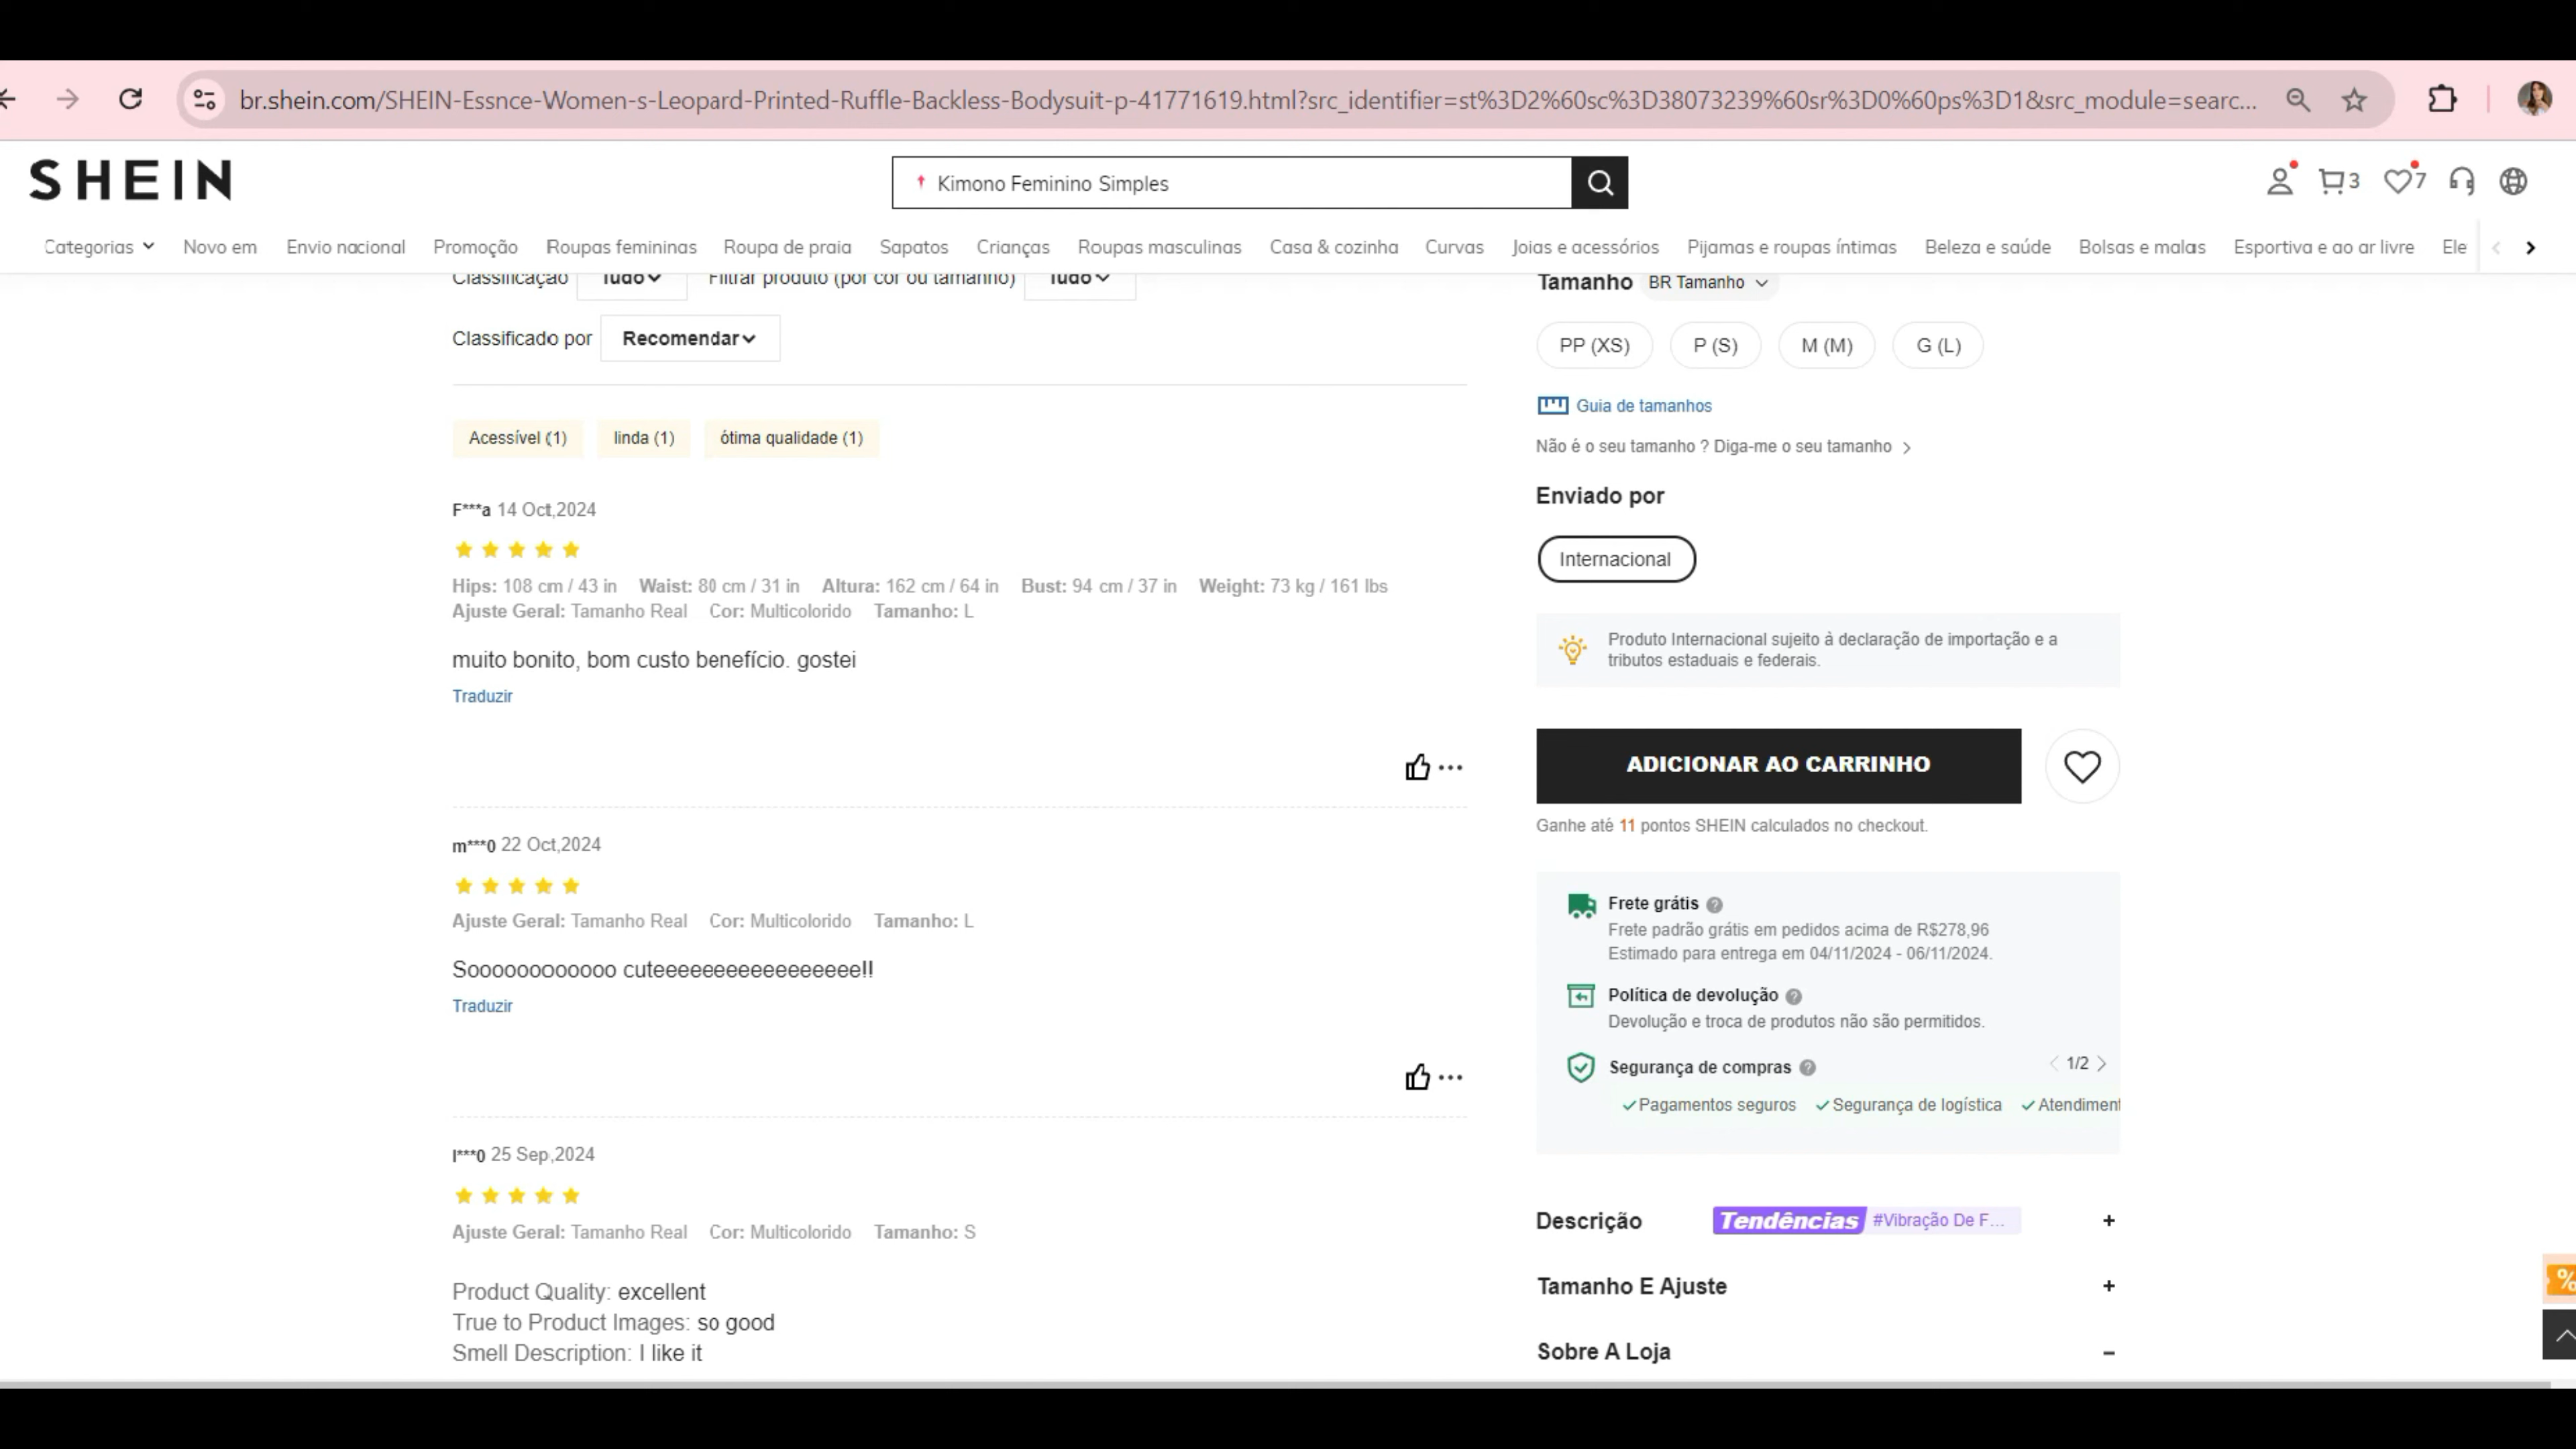 br.shein.com/SHEIN-Essnce-Women-s-Leopard-Printed-Ruffle-Backless-Bodysuit-p-41771619.html?src_identifier=st%3D2%60sc%3D38073239%60sr%3D0%60ps%3D1&src_module=searc...
SHEIN
Kimono Feminino Simples
3
7
Categorias Novo em Envio nacional Promoção Roupas femininas Roupa de praia Sapatos Crianças Roupas masculinas Casa & cozinha Curvas Joias e acessórios Pijamas e roupas íntimas Beleza e saúde Bolsas e malas Esportiva e ao ar livre Ele
Classificação Tudo Filtrar produto (por cor ou tamanho) Tudo
Classificado por Recomendar
Acessível (1) linda (1) ótima qualidade (1)
F***a 14 Oct,2024
Hips: 108 cm / 43 in Waist: 80 cm / 31 in Altura: 162 cm / 64 in Bust: 94 cm / 37 in Weight: 73 kg / 161 lbs
Ajuste Geral: Tamanho Real Cor: Multicolorido Tamanho: L
muito bonito, bom custo benefício. gostei
Traduzir
m***0 22 Oct,2024
Ajuste Geral: Tamanho Real Cor: Multicolorido Tamanho: L
Soooooooooooo cuteeeeeeeeeeeeeeeee!!
Traduzir
l***0 25 Sep,2024
Ajuste Geral: Tamanho Real Cor: Multicolorido Tamanho: S
Product Quality: excellent
True to Product Images: so good
Smell Description: I like it
Tamanho BR Tamanho
PP (XS) P (S) M (M) G (L)
Guia de tamanhos
Não é o seu tamanho ? Diga-me o seu tamanho
Enviado por
Internacional
Produto Internacional sujeito à declaração de importação e a
tributos estaduais e federais.
ADICIONAR AO CARRINHO
Ganhe até 11 pontos SHEIN calculados no checkout.
Frete grátis
Frete padrão grátis em pedidos acima de R$278,96
Estimado para entrega em 04/11/2024 - 06/11/2024.
Política de devolução
Devolução e troca de produtos não são permitidos.
Segurança de compras 1/2
Pagamentos seguros Segurança de logística Atendiment
Descrição Tendências #Vibração De F... +
Tamanho E Ajuste +
Sobre A Loja −
%